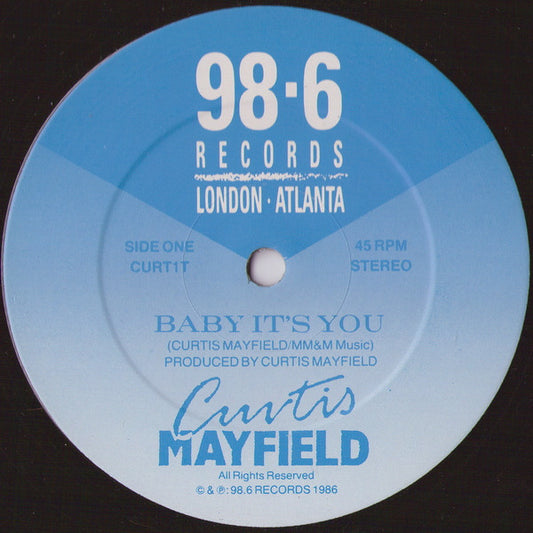 98·6
RECORDS
LONDON · ATLANTA
SIDE ONE
CURT1T
45 RPM
STEREO
BABY IT'S YOU
(CURTIS MAYFIELD/MM&M Music)
PRODUCED BY CURTIS MAYFIELD
Curtis
MAYFIELD
All Rights Reserved
© & ℗: 98.6 RECORDS 1986